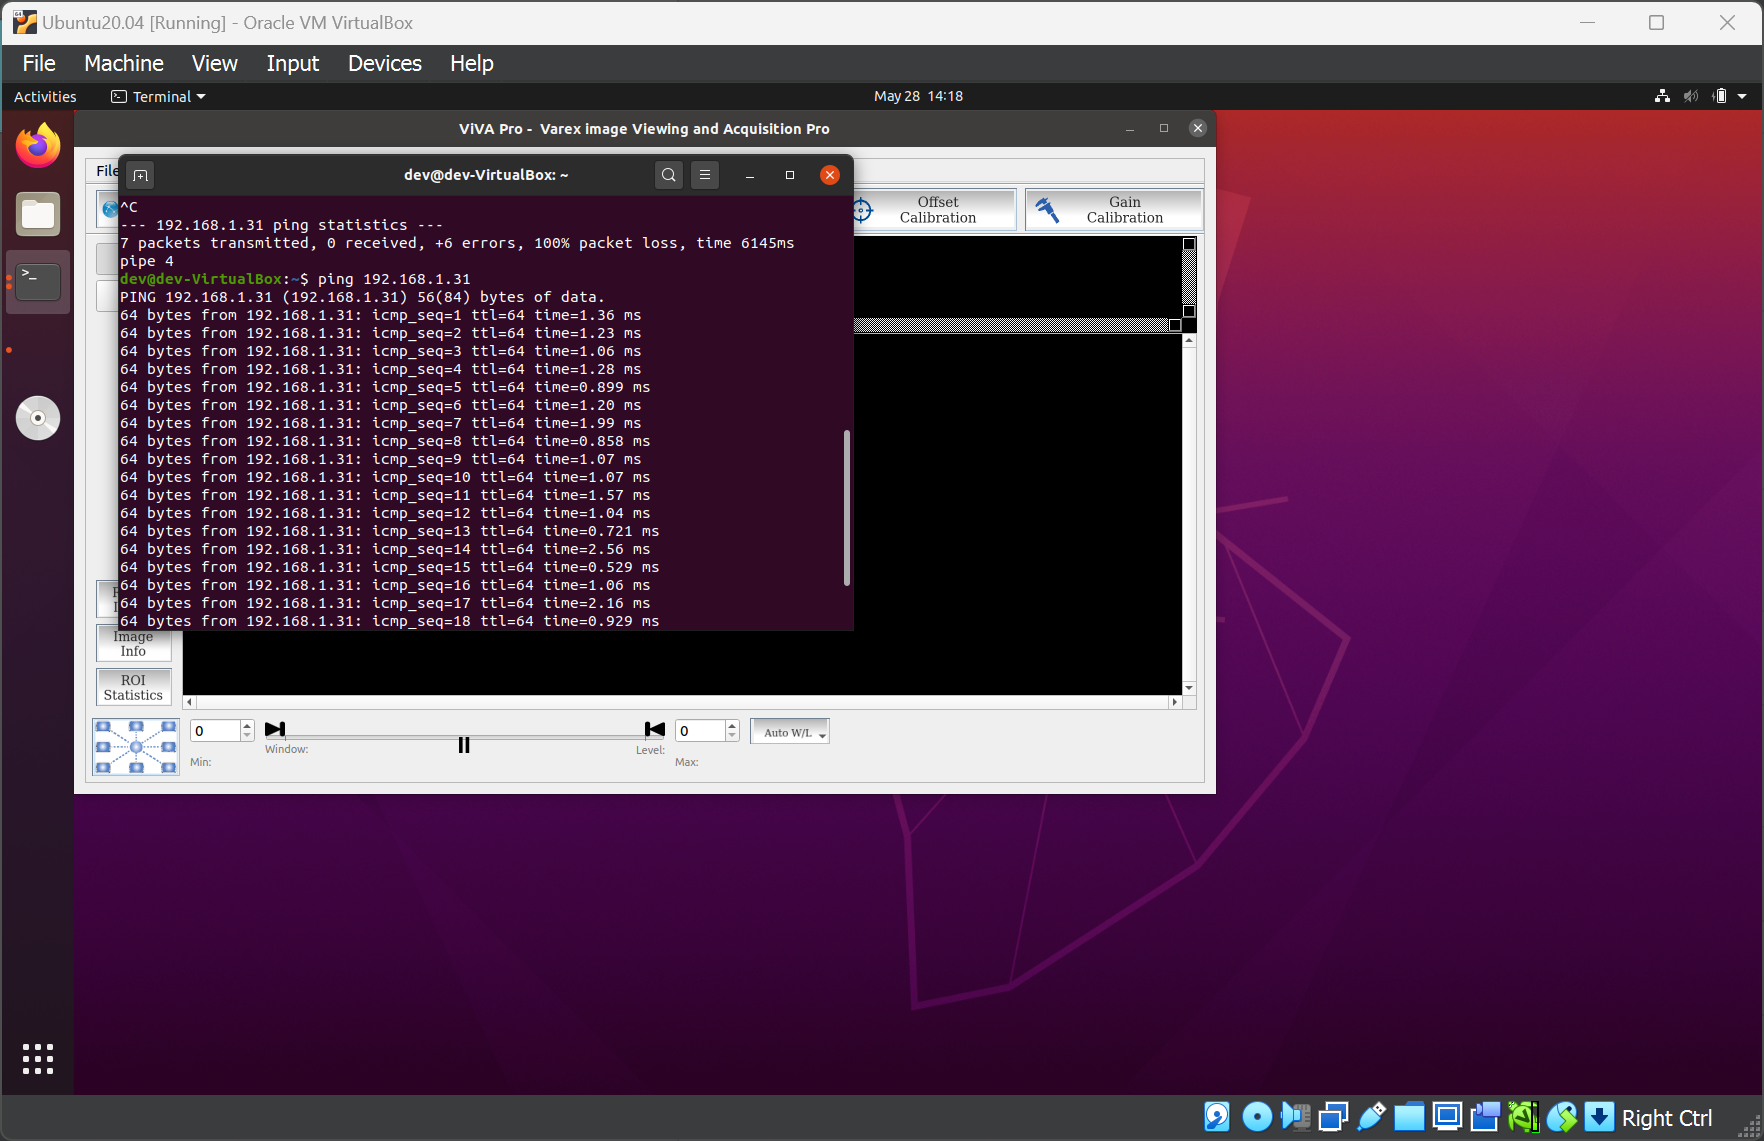 Ubuntu20.04 [Running] - Oracle VM VirtualBox
File Machine View Input Devices Help
Activities Terminal May 28 14:18
ViVA Pro - Varex image Viewing and Acquisition Pro
File
dev@dev-VirtualBox: ~
Offset
Calibration
Gain
Calibration
^C
--- 192.168.1.31 ping statistics ---
7 packets transmitted, 0 received, +6 errors, 100% packet loss, time 6145ms
pipe 4
dev@dev-VirtualBox:~$ ping 192.168.1.31
PING 192.168.1.31 (192.168.1.31) 56(84) bytes of data.
64 bytes from 192.168.1.31: icmp_seq=1 ttl=64 time=1.36 ms
64 bytes from 192.168.1.31: icmp_seq=2 ttl=64 time=1.23 ms
64 bytes from 192.168.1.31: icmp_seq=3 ttl=64 time=1.06 ms
64 bytes from 192.168.1.31: icmp_seq=4 ttl=64 time=1.28 ms
64 bytes from 192.168.1.31: icmp_seq=5 ttl=64 time=0.899 ms
64 bytes from 192.168.1.31: icmp_seq=6 ttl=64 time=1.20 ms
64 bytes from 192.168.1.31: icmp_seq=7 ttl=64 time=1.99 ms
64 bytes from 192.168.1.31: icmp_seq=8 ttl=64 time=0.858 ms
64 bytes from 192.168.1.31: icmp_seq=9 ttl=64 time=1.07 ms
64 bytes from 192.168.1.31: icmp_seq=10 ttl=64 time=1.07 ms
64 bytes from 192.168.1.31: icmp_seq=11 ttl=64 time=1.57 ms
64 bytes from 192.168.1.31: icmp_seq=12 ttl=64 time=1.04 ms
64 bytes from 192.168.1.31: icmp_seq=13 ttl=64 time=0.721 ms
64 bytes from 192.168.1.31: icmp_seq=14 ttl=64 time=2.56 ms
64 bytes from 192.168.1.31: icmp_seq=15 ttl=64 time=0.529 ms
64 bytes from 192.168.1.31: icmp_seq=16 ttl=64 time=1.06 ms
64 bytes from 192.168.1.31: icmp_seq=17 ttl=64 time=2.16 ms
64 bytes from 192.168.1.31: icmp_seq=18 ttl=64 time=0.929 ms
Image
Info
ROI
Statistics
0 0 Auto W/L
Window: Level:
Min: Max:
Right Ctrl